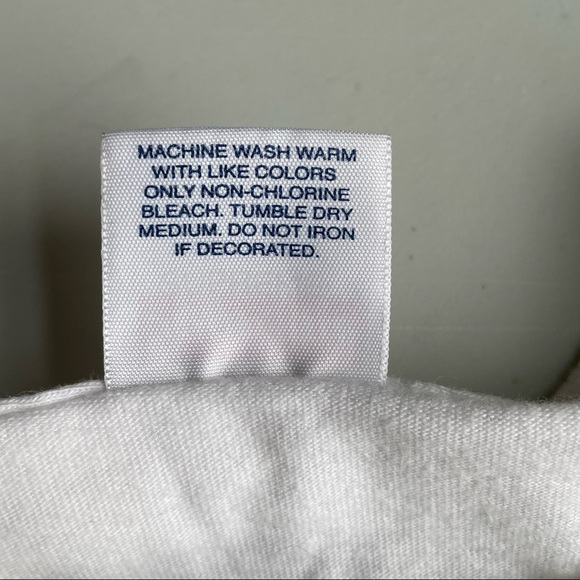 MACHINE WASH WARM
WITH LIKE COLORS
ONLY NON-CHLORINE
BLEACH. TUMBLE DRY
MEDIUM. DO NOT IRON
IF DECORATED.